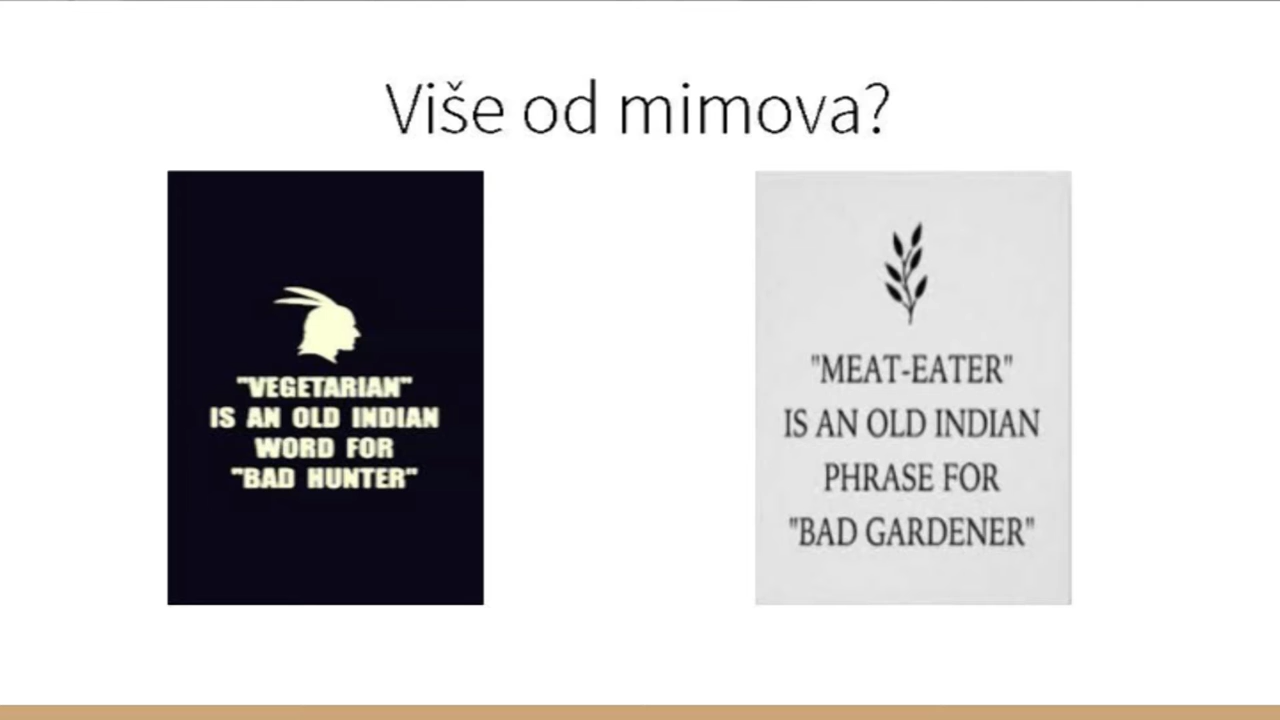 Više od mimova?
"VEGETARIAN"
IS AN OLD INDIAN
WORD FOR
"BAD HUNTER"
"MEAT-EATER"
IS AN OLD INDIAN
PHRASE FOR
"BAD GARDENER"